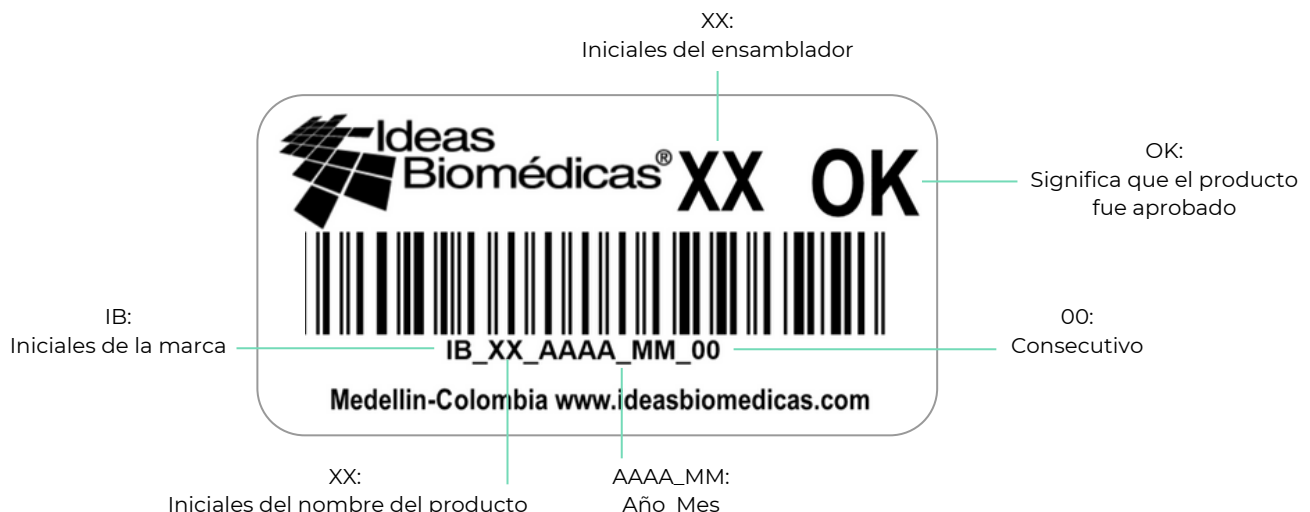 XX:
Iniciales del ensamblador
Ideas
Biomédicas® XX OK
OK:
Significa que el producto
fue aprobado
IB:
Iniciales de la marca
IB_XX_AAAA_MM_00
00:
Consecutivo
Medellin-Colombia www.ideasbiomedicas.com
XX:
Iniciales del nombre del producto
AAAA_MM:
Año_Mes